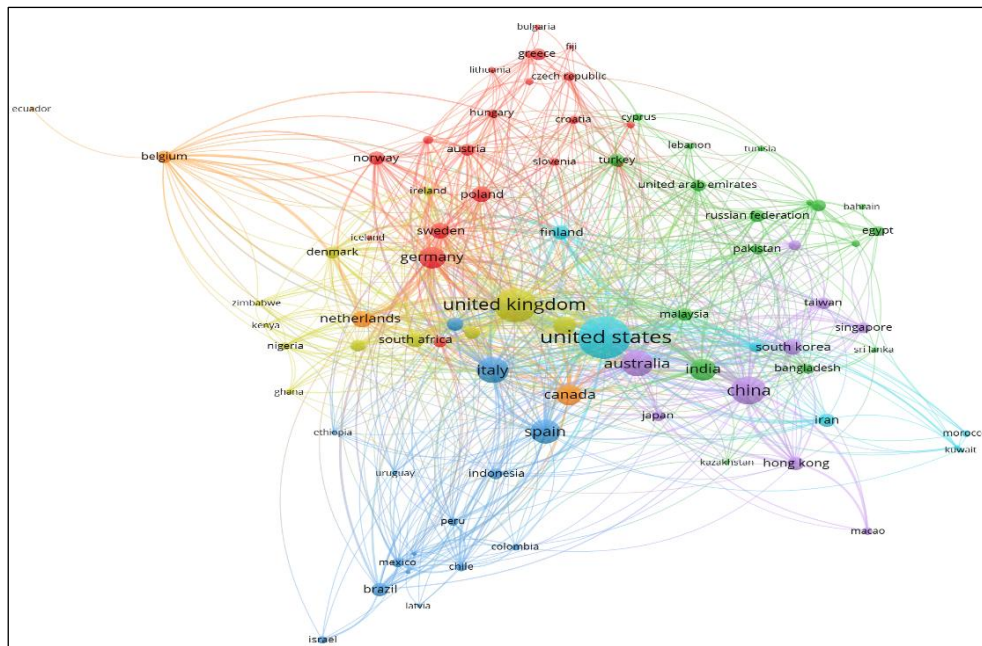 bulgaria
fiji
greece
lithuania
czech republic
ecuador
hungary
croatia
cyprus
belgium
norway
austria
slovenia
turkey
lebanon
tunisia
ireland
poland
united arab emirates
iceland
sweden
finland
russian federation
bahrain
egypt
denmark
germany
pakistan
zimbabwe
united kingdom
taiwan
kenya
netherlands
malaysia
singapore
nigeria
south africa
united states
south korea
sri lanka
italy
australia
india
bangladesh
ghana
canada
china
ethiopia
spain
japan
iran
morocco
kuwait
uruguay
indonesia
kazakhstan
hong kong
peru
macao
mexico
chile
colombia
brazil
latvia
israel